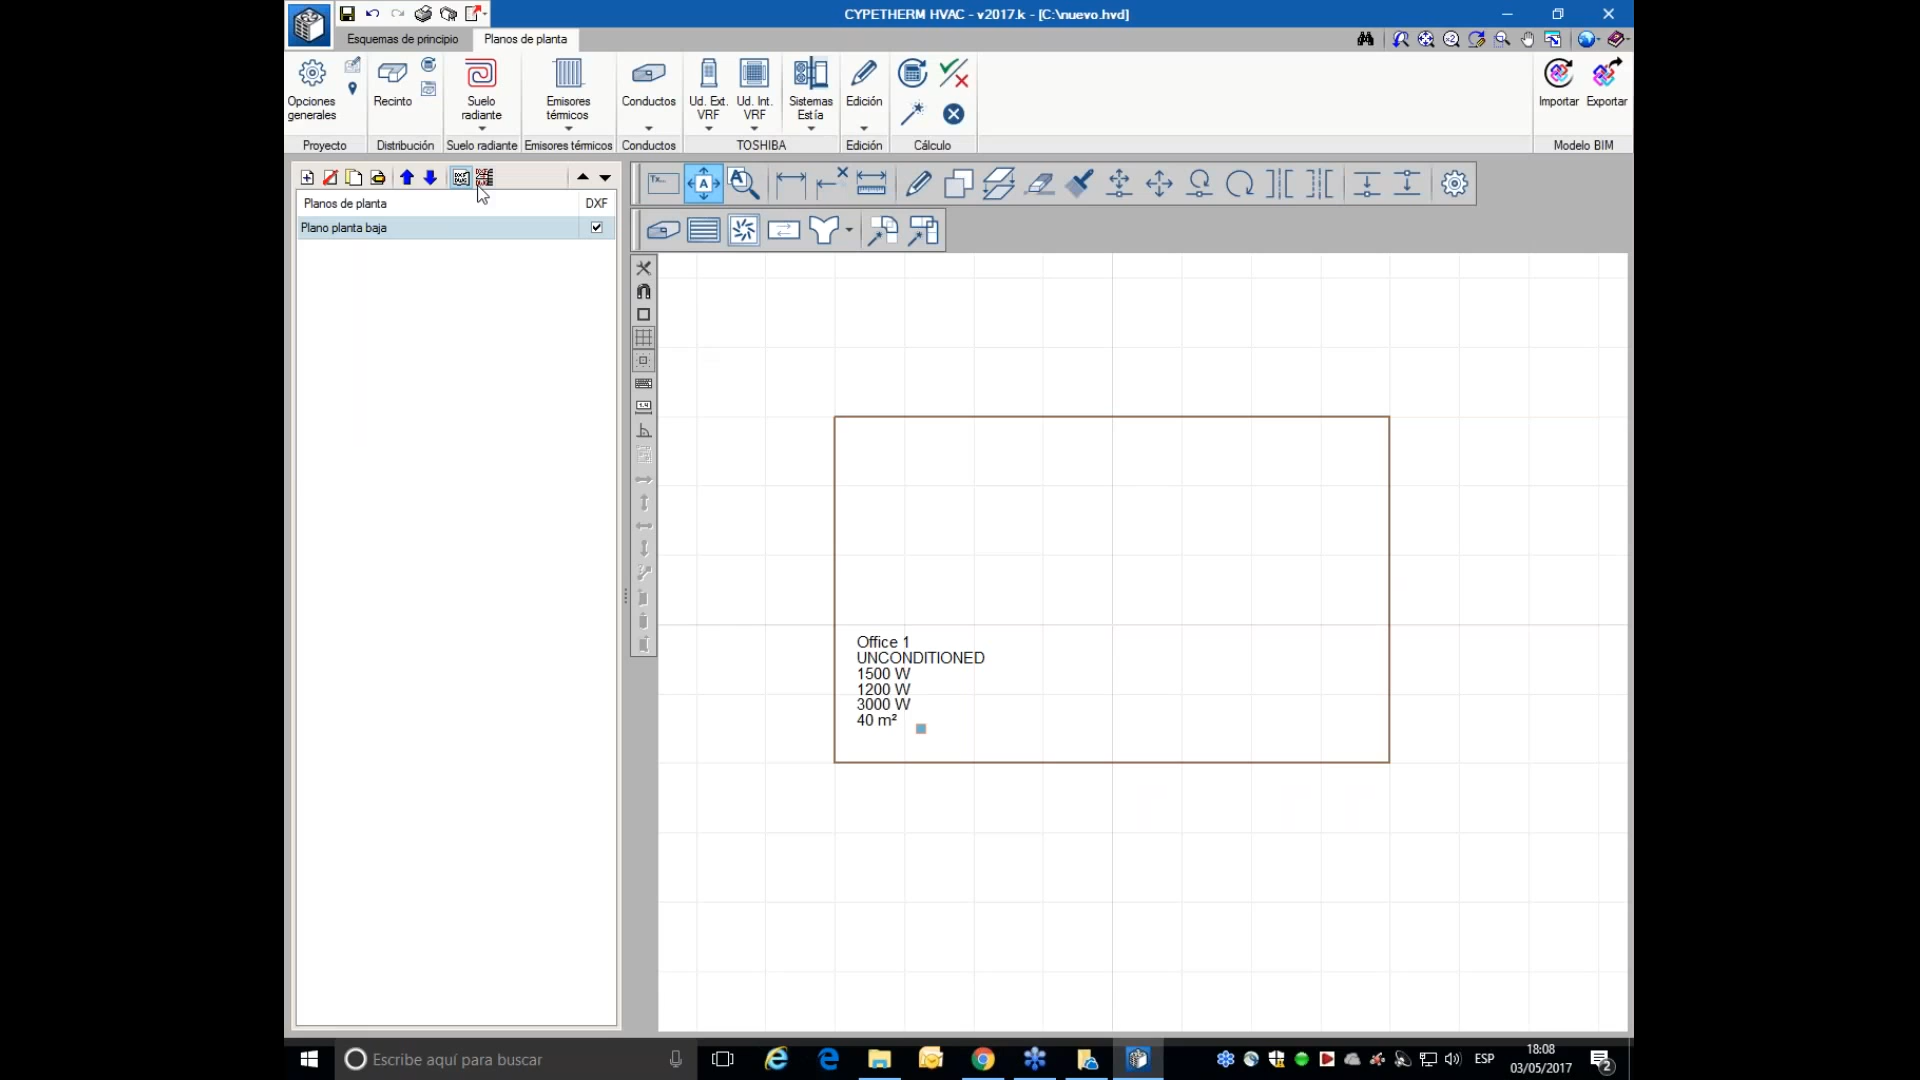 CYPETHERM HVAC - v2017.k - [C:\nuevo.hvd]
Esquemas de principio
Planos de planta
Opciones generales
Recinto
Suelo radiante
Emisores térmicos
Conductos
Ud. Ext. VRF
Ud. Int. VRF
Sistemas Estía
Edición
Importar
Exportar
Proyecto
Distribución
Suelo radiante
Emisores térmicos
Conductos
TOSHIBA
Edición
Cálculo
Modelo BIM
Planos de planta
DXF
Plano planta baja
Office 1
UNCONDITIONED
1500 W
1200 W
3000 W
40 m²
Escribe aquí para buscar
ESP
18:08
03/05/2017
2